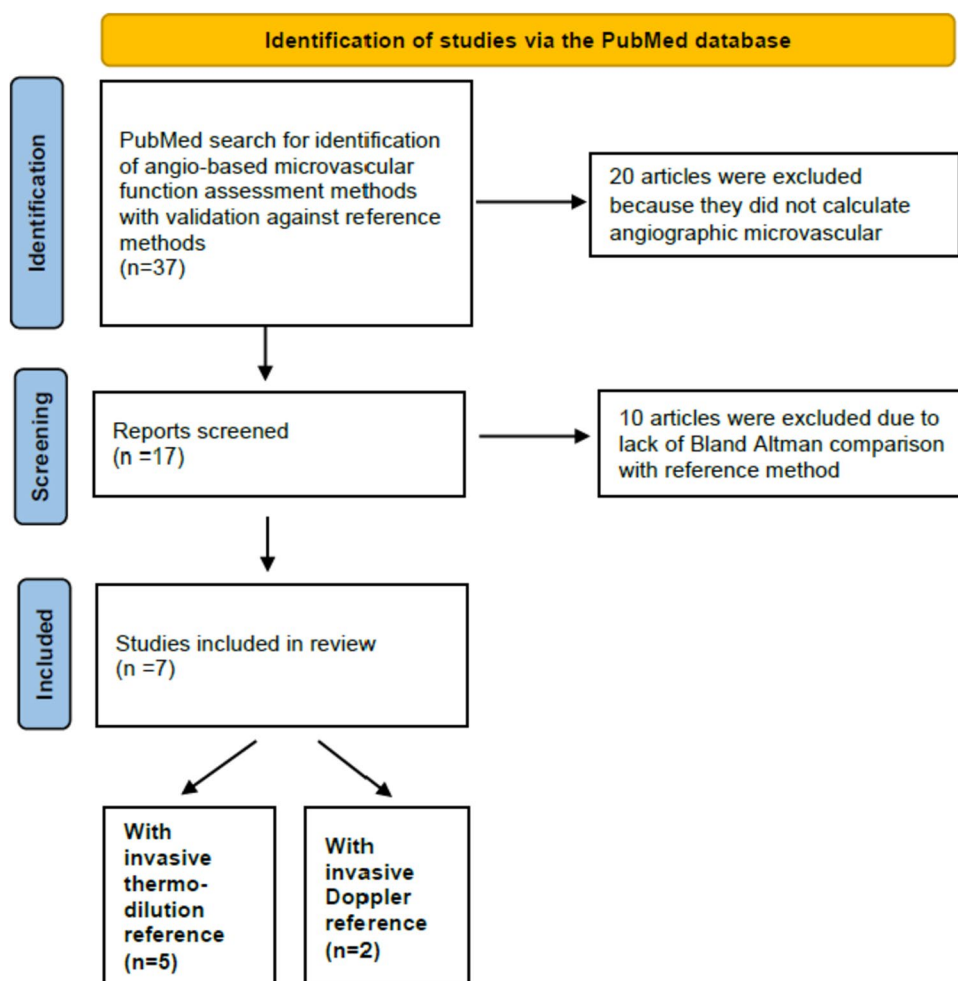 Identification of studies via the PubMed database
Identification
PubMed search for identification
of angio-based microvascular
function assessment methods
with validation against reference
methods
(n=37)
20 articles were excluded
because they did not calculate
angiographic microvascular
Screening
Reports screened
(n =17)
10 articles were excluded due to
lack of Bland Altman comparison
with reference method
Included
Studies included in review
(n =7)
With
invasive
thermo-
dilution
reference
(n=5)
With
invasive
Doppler
reference
(n=2)